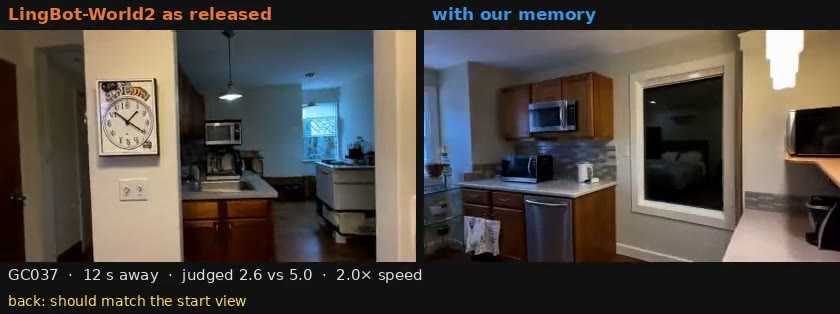 LingBot-World2 as released
with our memory
GC037 · 12 s away · judged 2.6 vs 5.0 · 2.0× speed
back: should match the start view